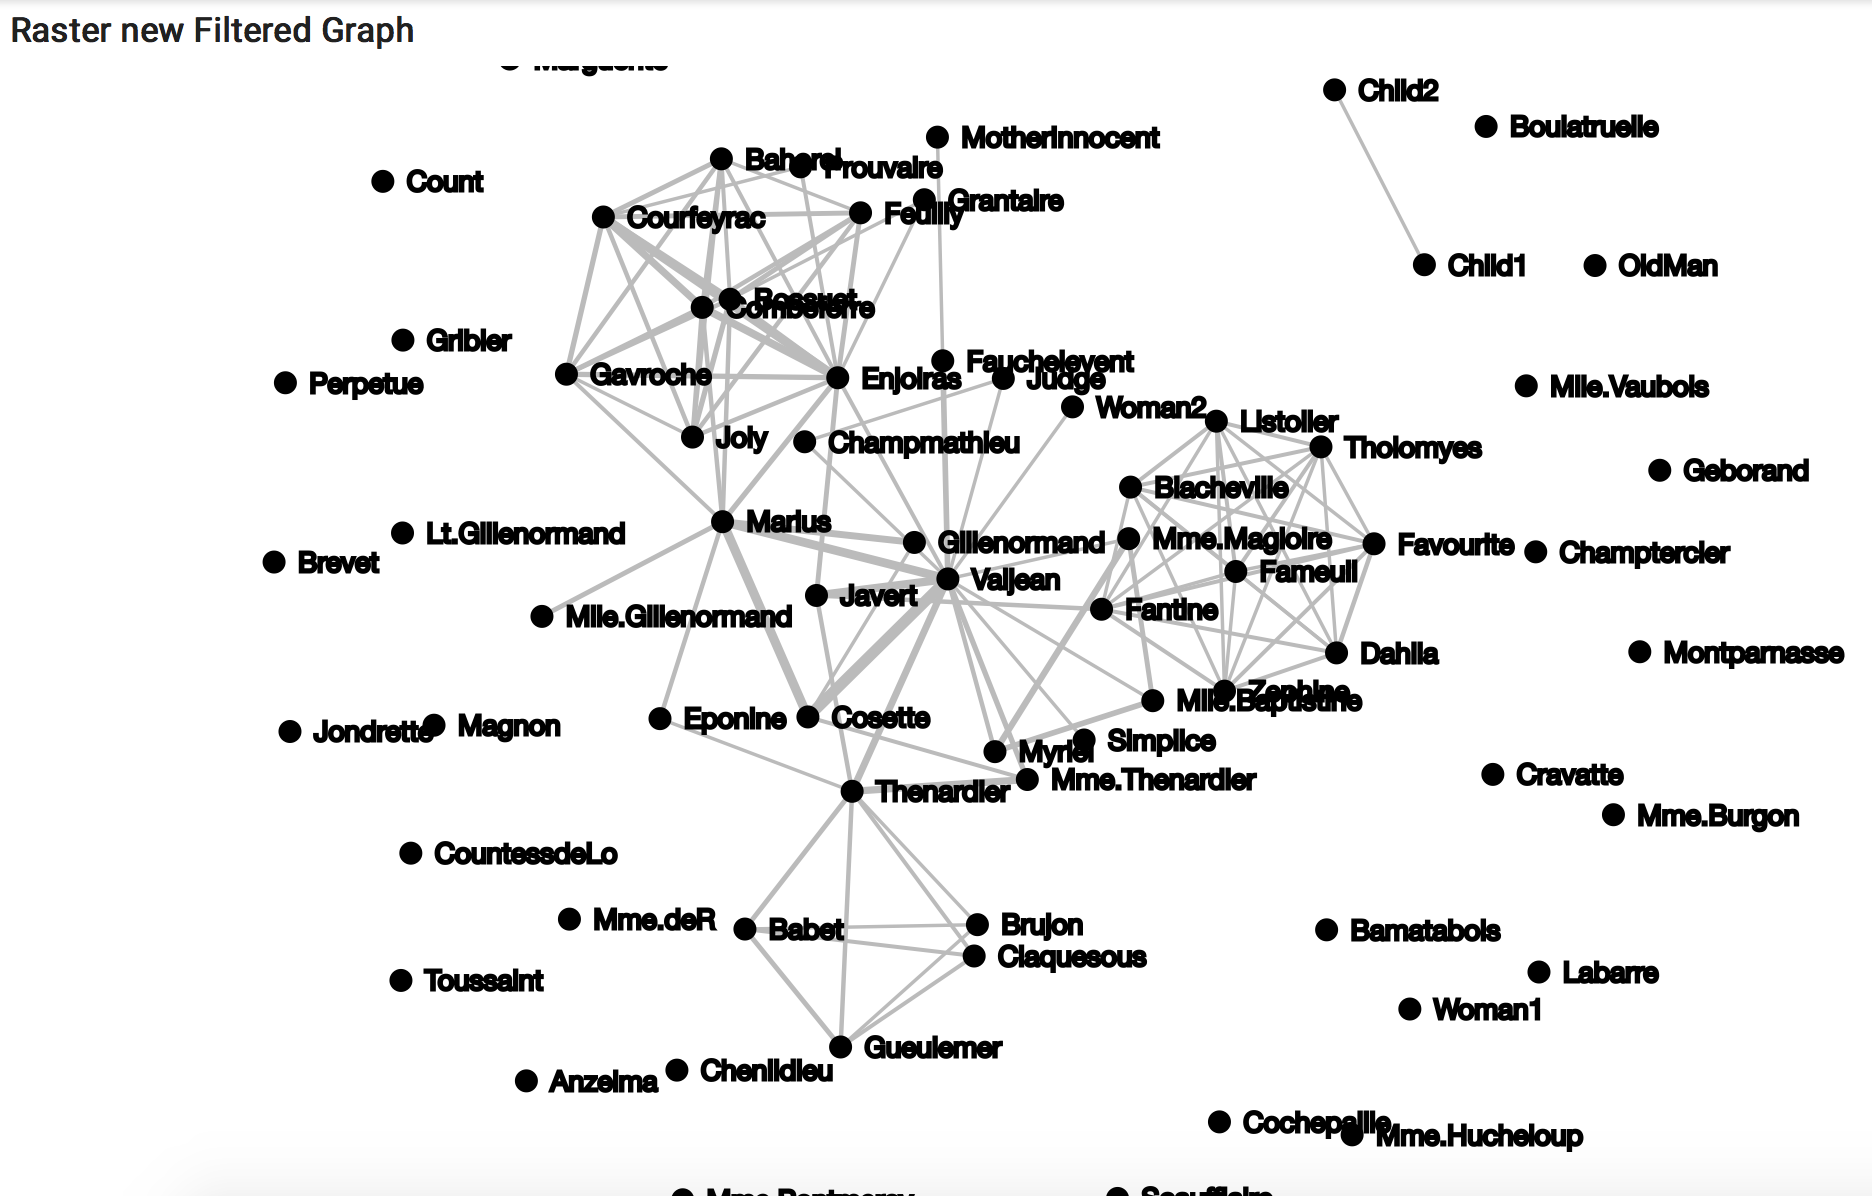 Raster new Filtered Graph
Marguerite
Child2
Boulatruelle
MotherInnocent
Bahorel
Prouvaire
Count
Grantaire
Courfeyrac
Feuilly
Child1
OldMan
Bossuet
Combeferre
Gribier
Fauchelevent
Gavroche
Enjolras
Judge
Perpetue
Mlle.Vaubois
Woman2
Listolier
Joly
Champmathieu
Tholomyes
Geborand
Blacheville
Marius
Lt.Gillenormand
Gillenormand
Mme.Magloire
Favourite
Champtercier
Brevet
Fameuil
Valjean
Javert
Fantine
Mlle.Gillenormand
Dahlia
Montparnasse
Zephine
Mlle.Baptistine
Eponine
Cosette
Jondrette
Magnon
Simplice
Myriel
Mme.Thenardier
Cravatte
Thenardier
Mme.Burgon
CountessdeLo
Mme.deR
Babet
Brujon
Bamatabois
Claquesous
Labarre
Toussaint
Woman1
Gueulemer
Chenildieu
Anzelma
Cochepaille
Mme.Hucheloup
Mme.Pontmercy
Scaufflaire